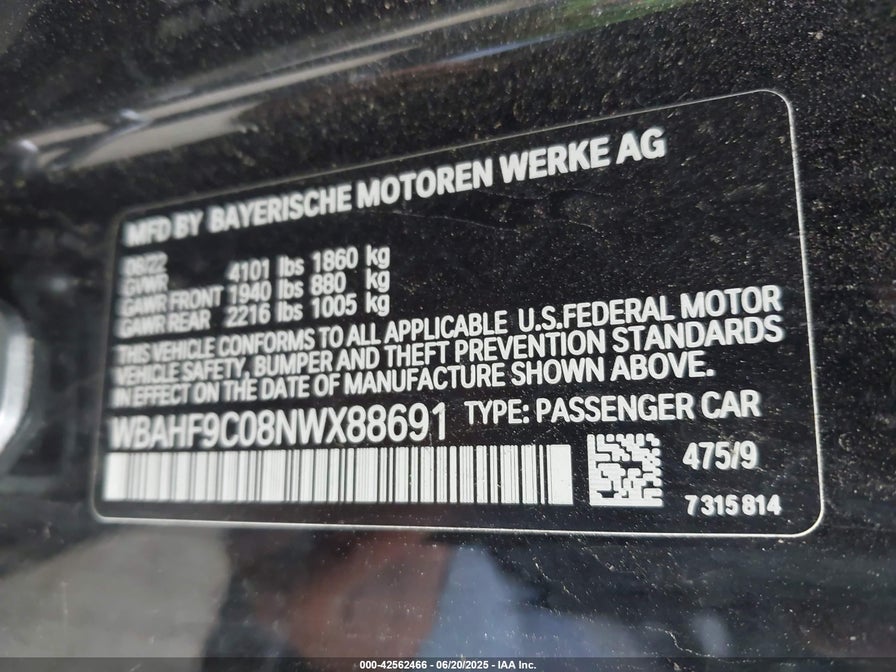 MFD BY BAYERISCHE MOTOREN WERKE AG
08/22
GVWR 4101 lbs 1860 kg
GAWR FRONT 1940 lbs 880 kg
GAWR REAR 2216 lbs 1005 kg
THIS VEHICLE CONFORMS TO ALL APPLICABLE U.S.FEDERAL MOTOR
VEHICLE SAFETY, BUMPER AND THEFT PREVENTION STANDARDS
IN EFFECT ON THE DATE OF MANUFACTURE SHOWN ABOVE.
WBAHF9C08NWX88691 TYPE: PASSENGER CAR
475/9
7 315 814
000-42562466 - 06/20/2025 - IAA Inc.